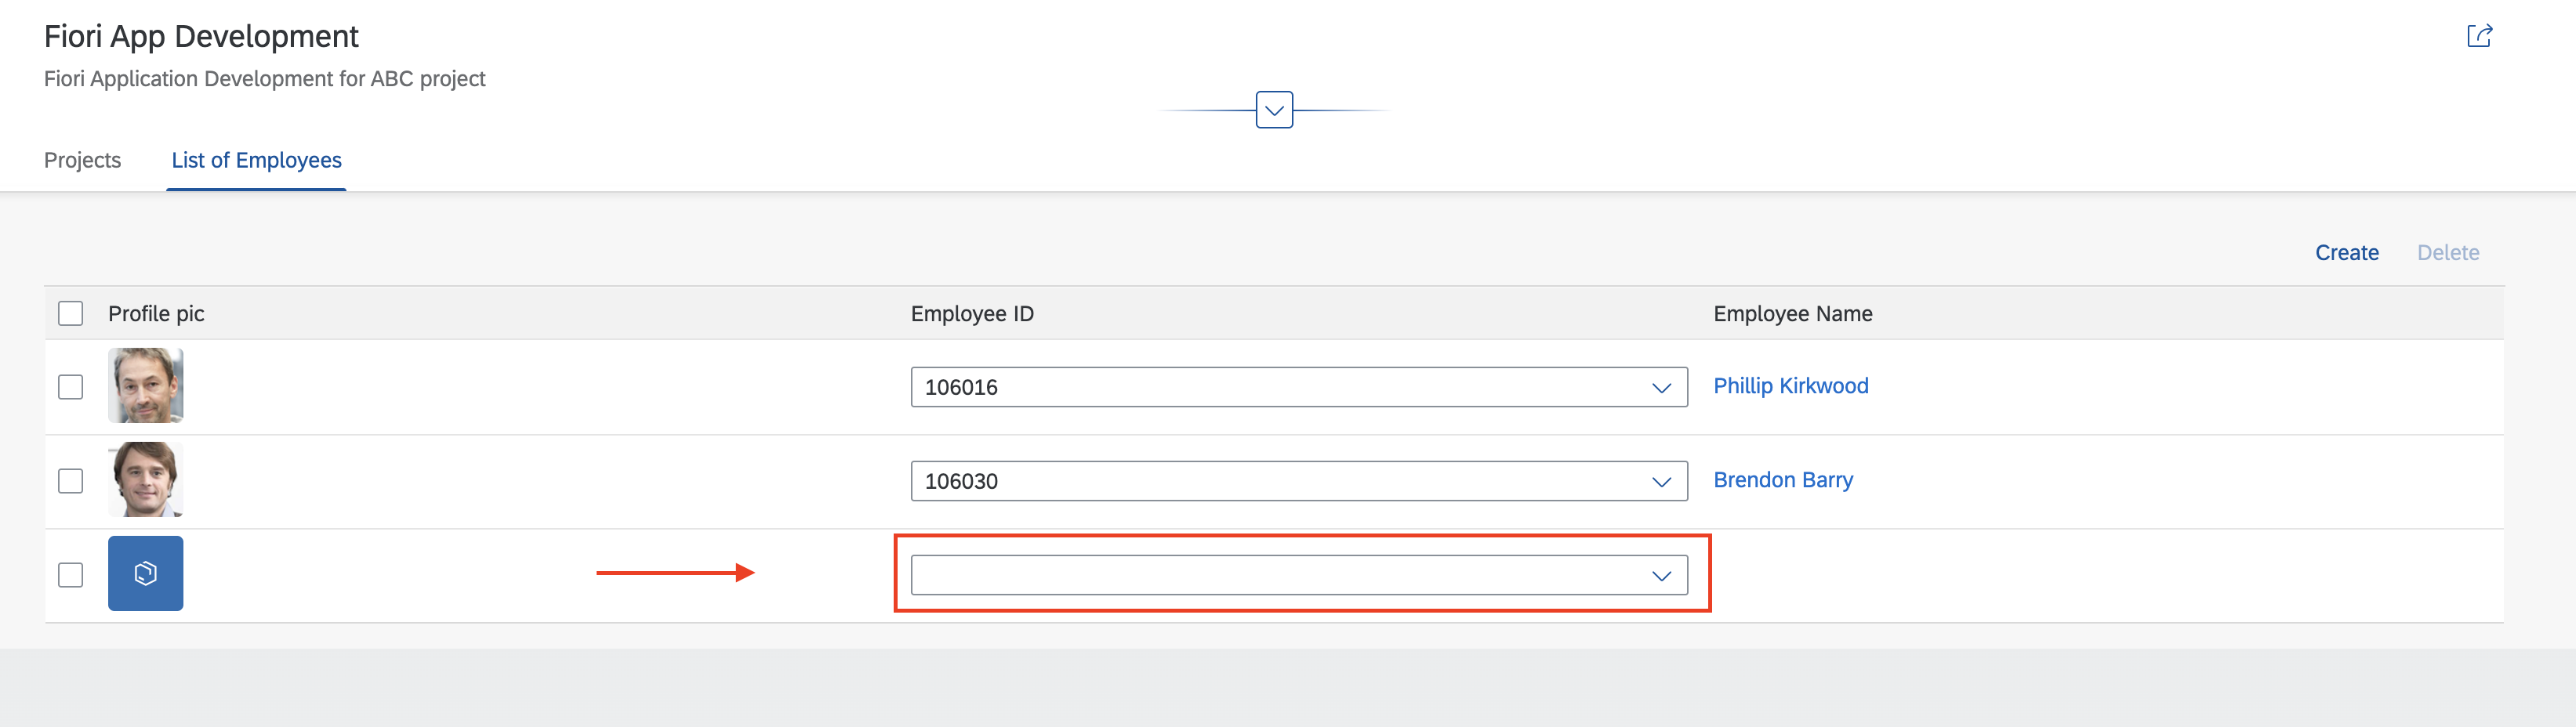 Fiori App Development
Fiori Application Development for ABC project
Projects List of Employees
Create Delete
Profile pic Employee ID Employee Name
106016 Phillip Kirkwood
106030 Brendon Barry